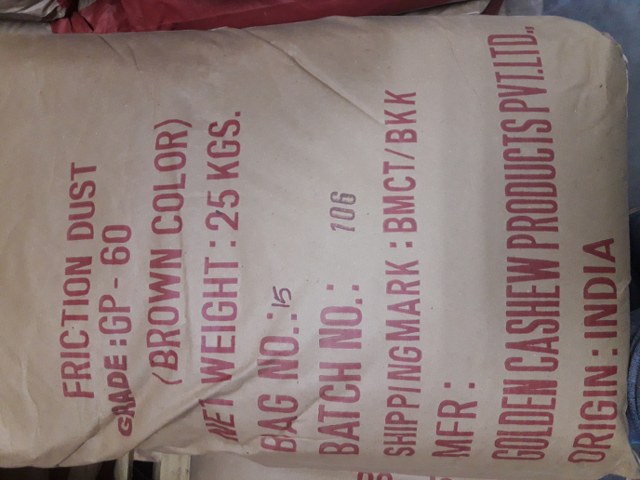 FRICTION DUST
GRADE : GP - 60
(BROWN COLOR)
NET WEIGHT : 25 KGS.
BAG NO. : 15
BATCH NO. : 106
SHIPPING MARK : BMCT/BKK
MFR :
GOLDEN CASHEW PRODUCTS PVT.LTD.,
ORIGIN : INDIA